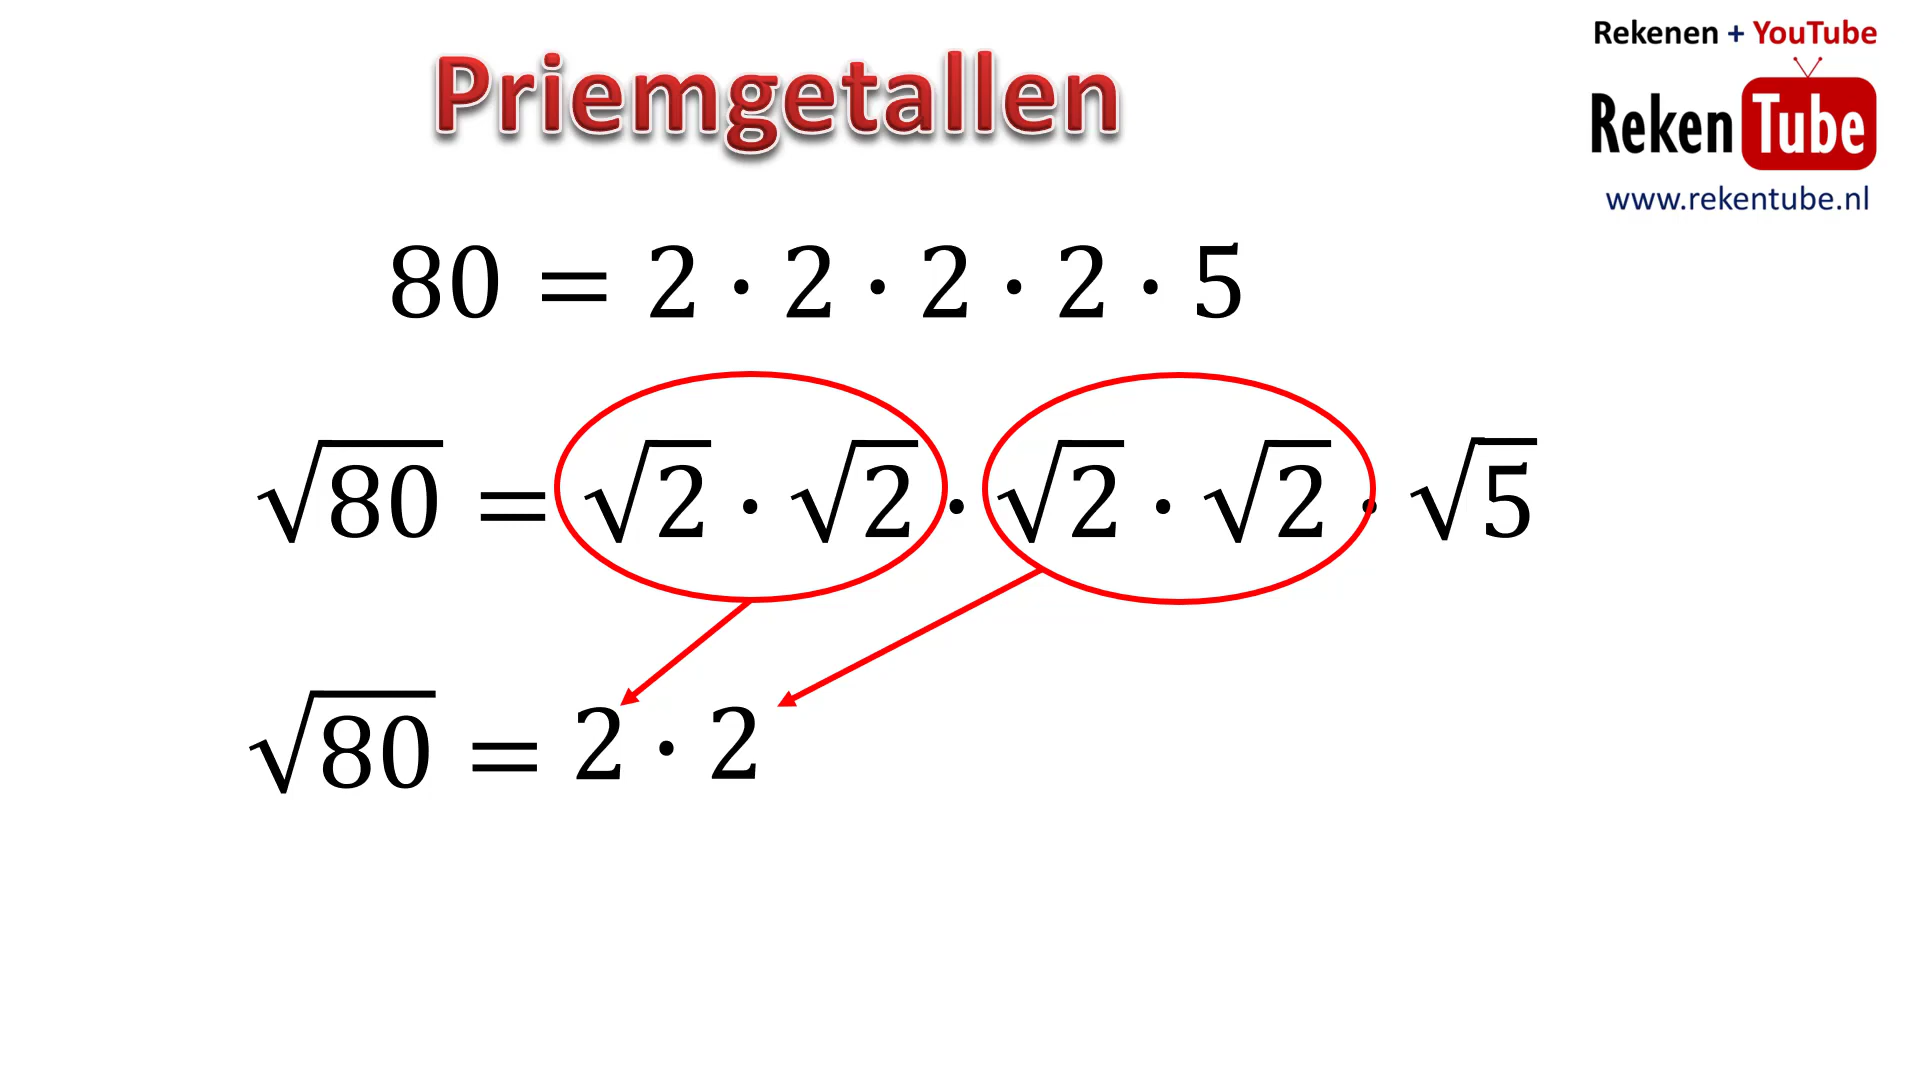 Rekenen + YouTube
Priemgetallen
Reken Tube
www.rekentube.nl
80 = 2 · 2 · 2 · 2 · 5
√80 = √2 · √2 · √2 · √2 · √5
√80 = 2 · 2